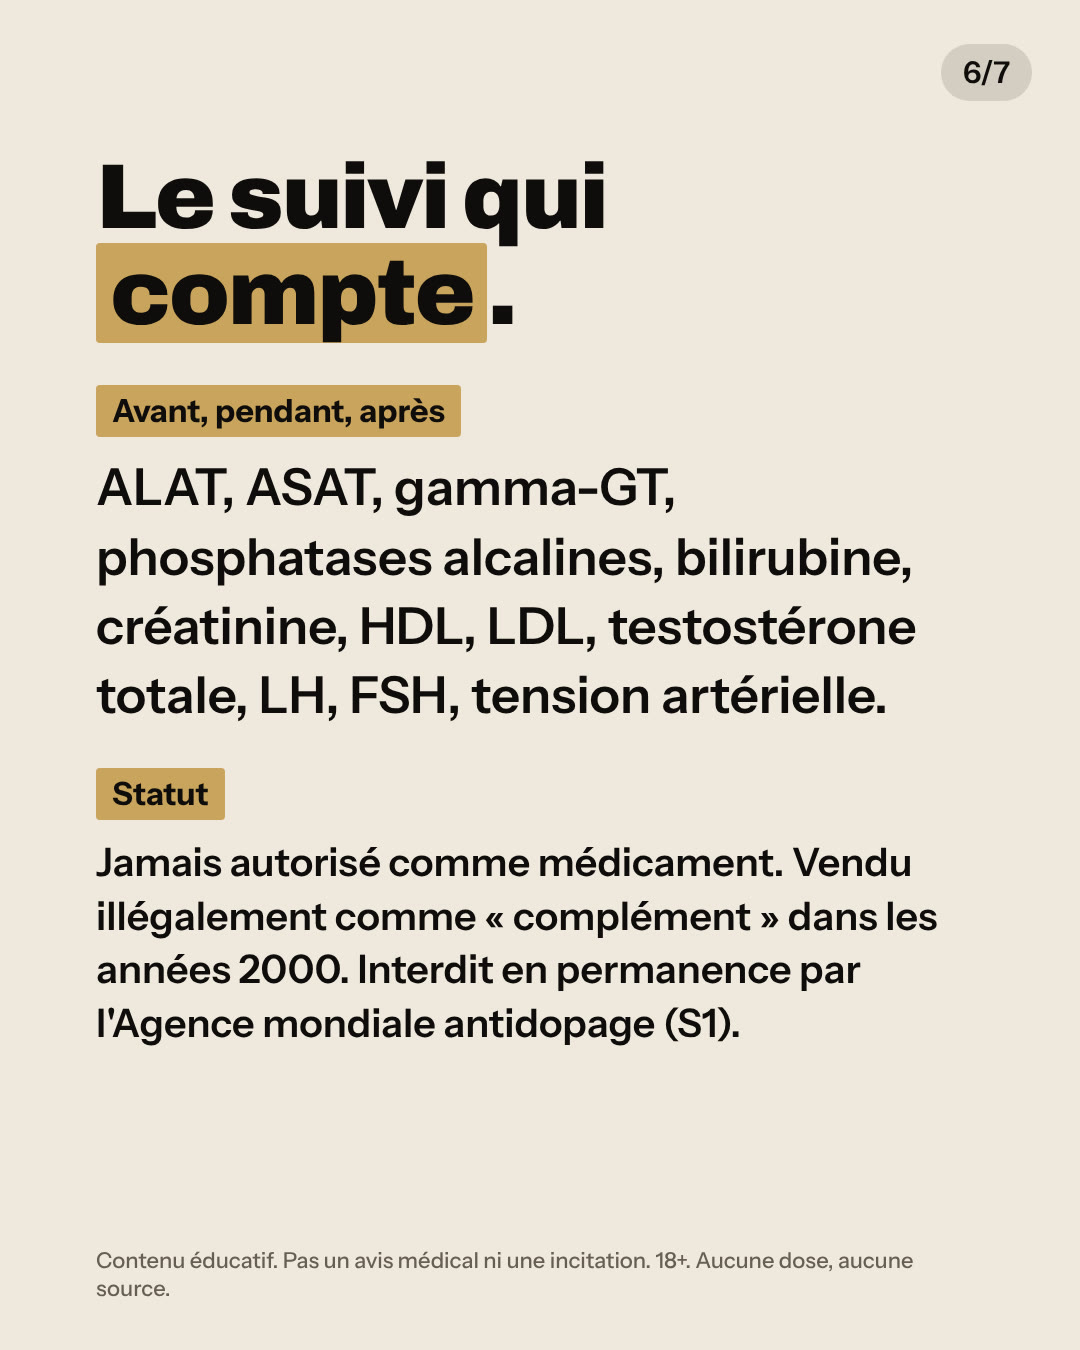 6/7
Le suivi qui
compte.
Avant, pendant, après
ALAT, ASAT, gamma-GT,
phosphatases alcalines, bilirubine,
créatinine, HDL, LDL, testostérone
totale, LH, FSH, tension artérielle.
Statut
Jamais autorisé comme médicament. Vendu
illégalement comme « complément » dans les
années 2000. Interdit en permanence par
l'Agence mondiale antidopage (S1).
Contenu éducatif. Pas un avis médical ni une incitation. 18+. Aucune dose, aucune
source.